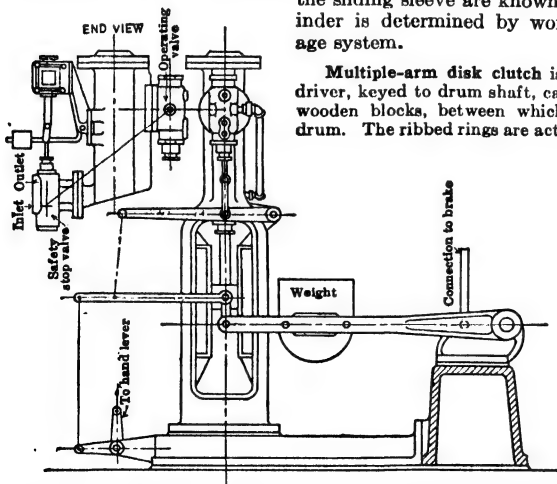 the sliding sleeve are known
inder is determined by wor
age system.
Multiple-arm disk clutch is
driver, keyed to drum shaft, ca
wooden blocks, between which
drum. The ribbed rings are act
END VIEW
Operating
valve
Inlet Outlet
Safety
stop valve
Weight
Connection to brake
To hand lever